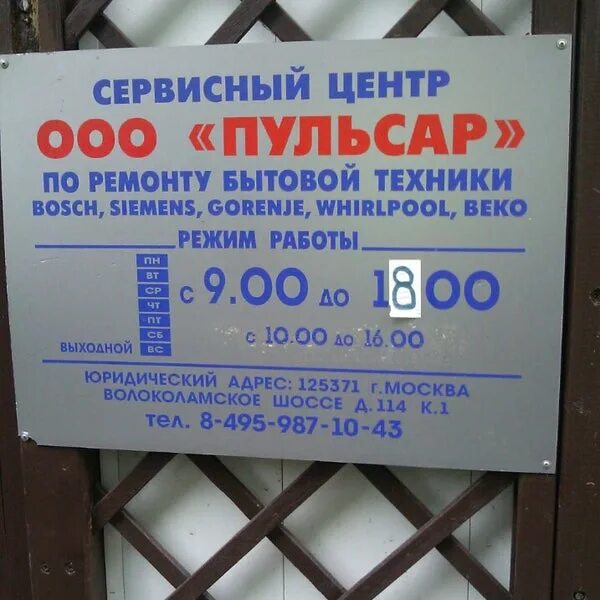 СЕРВИСНЫЙ ЦЕНТР
ООО «ПУЛЬСАР»
ПО РЕМОНТУ БЫТОВОЙ ТЕХНИКИ
BOSCH, SIEMENS, GORENJE, WHIRLPOOL, BEKO
РЕЖИМ РАБОТЫ
ПН
ВТ
СР
ЧТ
ПТ
с 9.00 до 18 00
СБ
с 10.00 до 16.00
ВЫХОДНОЙ ВС
ЮРИДИЧЕСКИЙ АДРЕС: 125371 г.МОСКВА
ВОЛОКОЛАМСКОЕ ШОССЕ Д.114 К.1
тел. 8-495-987-10-43